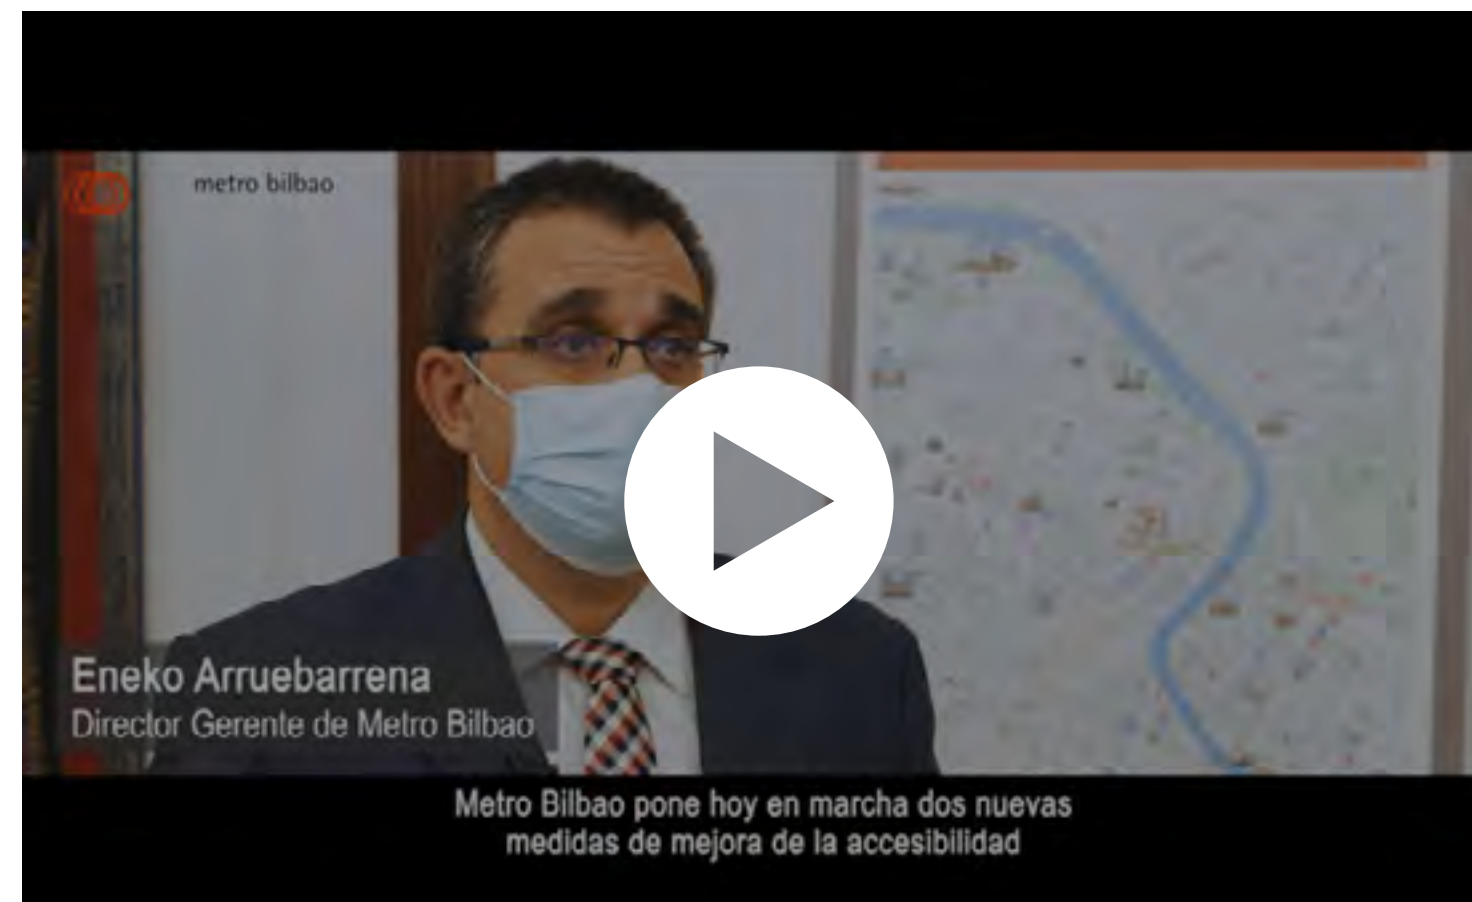 metro bilbao
Eneko Arruebarrena
Director Gerente de Metro Bilbao
Metro Bilbao pone hoy en marcha dos nuevas
medidas de mejora de la accesibilidad